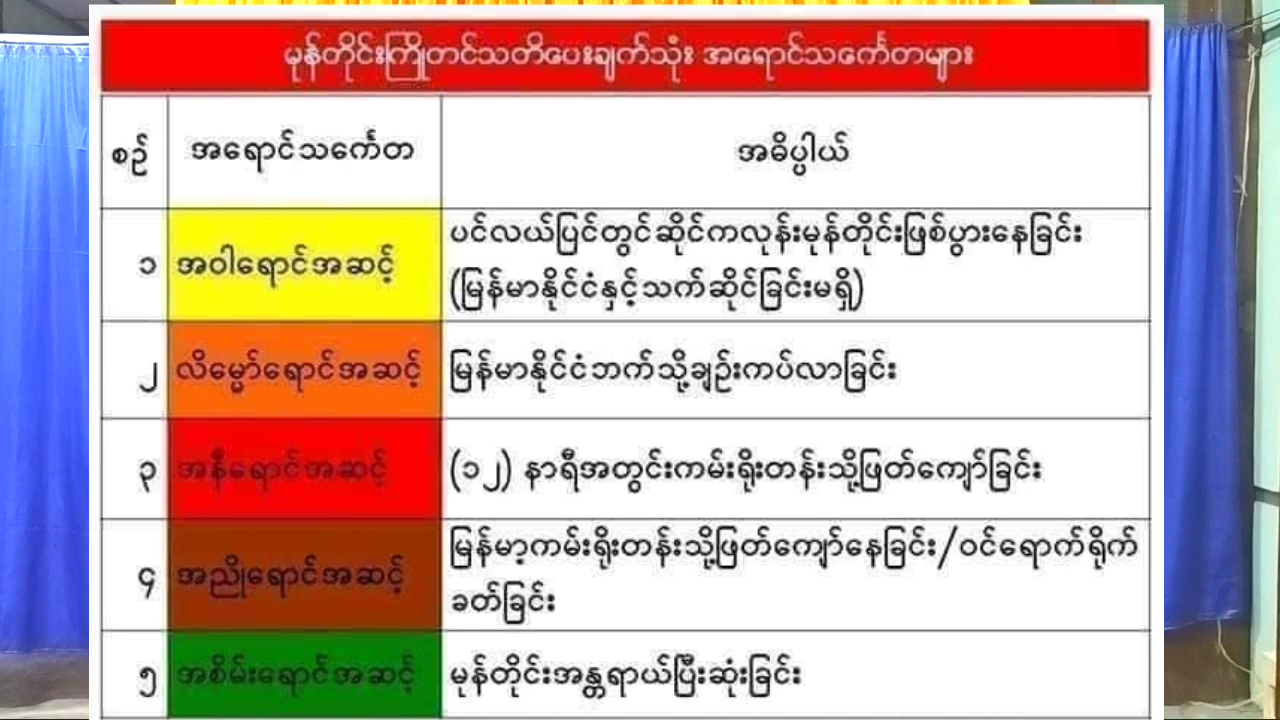 မုန်တိုင်းကြိုတင်သတိပေးချက်သုံး အရောင်သင်္ကေတများ
စဉ် အရောင်သင်္ကေတ အဓိပ္ပါယ်
၁ အဝါရောင်အဆင့် ပင်လယ်ပြင်တွင်ဆိုင်ကလုန်းမုန်တိုင်းဖြစ်ပွားနေခြင်း
(မြန်မာနိုင်ငံနှင့်သက်ဆိုင်ခြင်းမရှိ)
၂ လိမ္မော်ရောင်အဆင့် မြန်မာနိုင်ငံဘက်သို့ချဉ်းကပ်လာခြင်း
၃ အနီရောင်အဆင့် (၁၂) နာရီအတွင်းကမ်းရိုးတန်းသို့ဖြတ်ကျော်ခြင်း
၄ အညိုရောင်အဆင့် မြန်မာ့ကမ်းရိုးတန်းသို့ဖြတ်ကျော်နေခြင်း/ဝင်ရောက်ရိုက်
ခတ်ခြင်း
၅ အစိမ်းရောင်အဆင့် မုန်တိုင်းအန္တရာယ်ပြီးဆုံးခြင်း